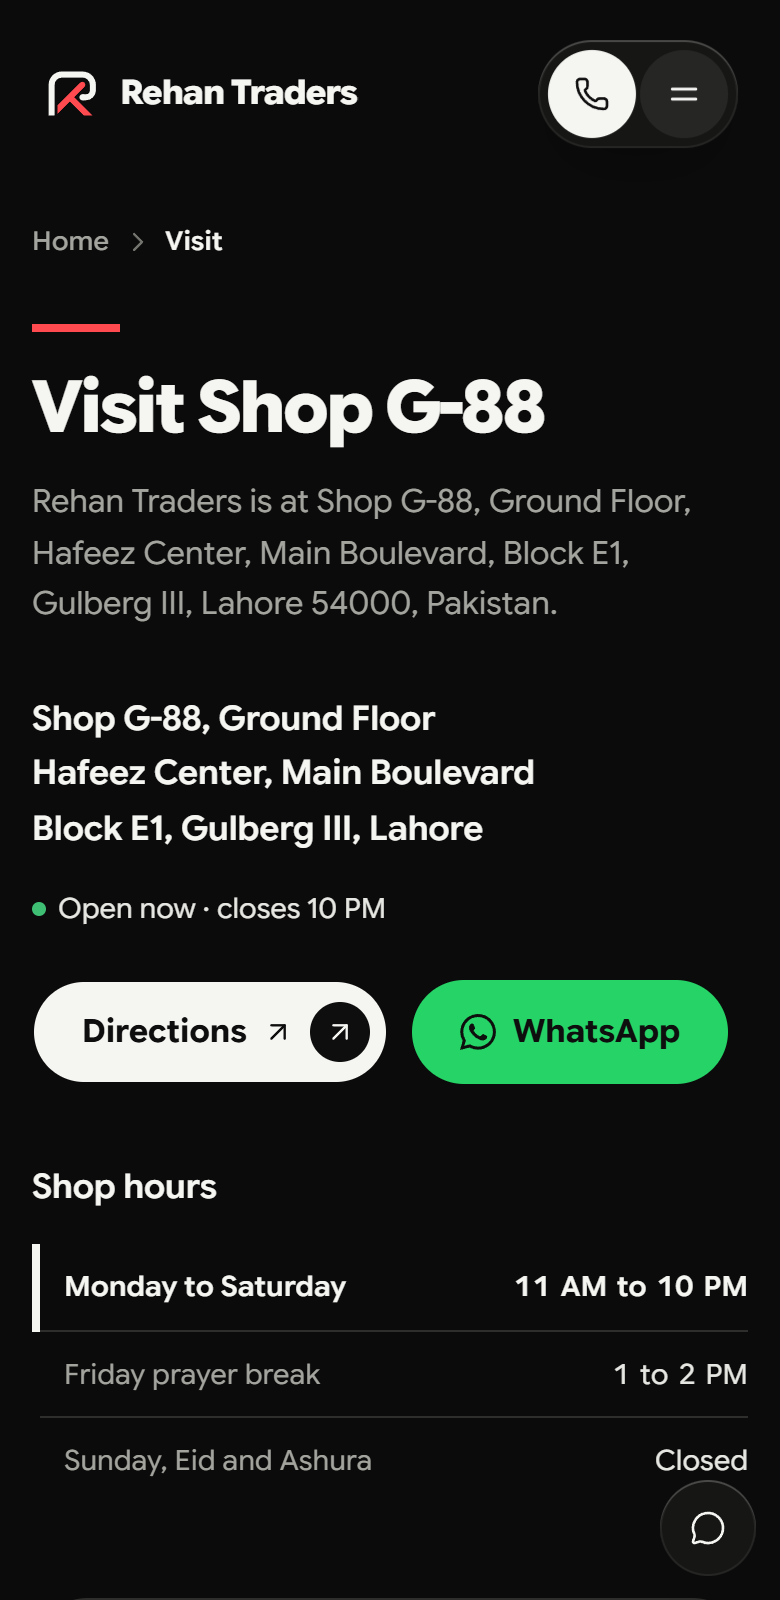 Rehan Traders
Home > Visit
Visit Shop G-88
Rehan Traders is at Shop G-88, Ground Floor,
Hafeez Center, Main Boulevard, Block E1,
Gulberg III, Lahore 54000, Pakistan.
Shop G-88, Ground Floor
Hafeez Center, Main Boulevard
Block E1, Gulberg III, Lahore
Open now · closes 10 PM
Directions
WhatsApp
Shop hours
Monday to Saturday 11 AM to 10 PM
Friday prayer break 1 to 2 PM
Sunday, Eid and Ashura Closed